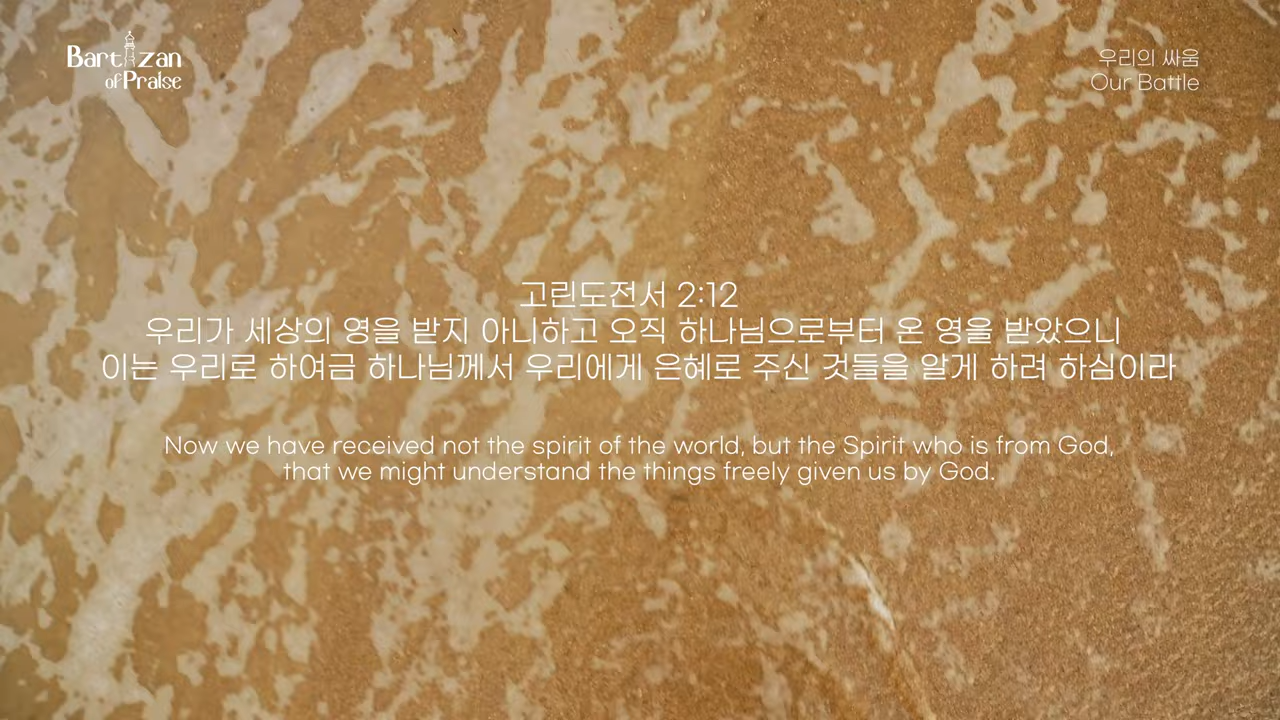 Bartizan
of Praise
우리의 싸움
Our Battle
고린도전서 2:12
우리가 세상의 영을 받지 아니하고 오직 하나님으로부터 온 영을 받았으니
이는 우리로 하여금 하나님께서 우리에게 은혜로 주신 것들을 알게 하려 하심이라
Now we have received not the spirit of the world, but the Spirit who is from God,
that we might understand the things freely given us by God.